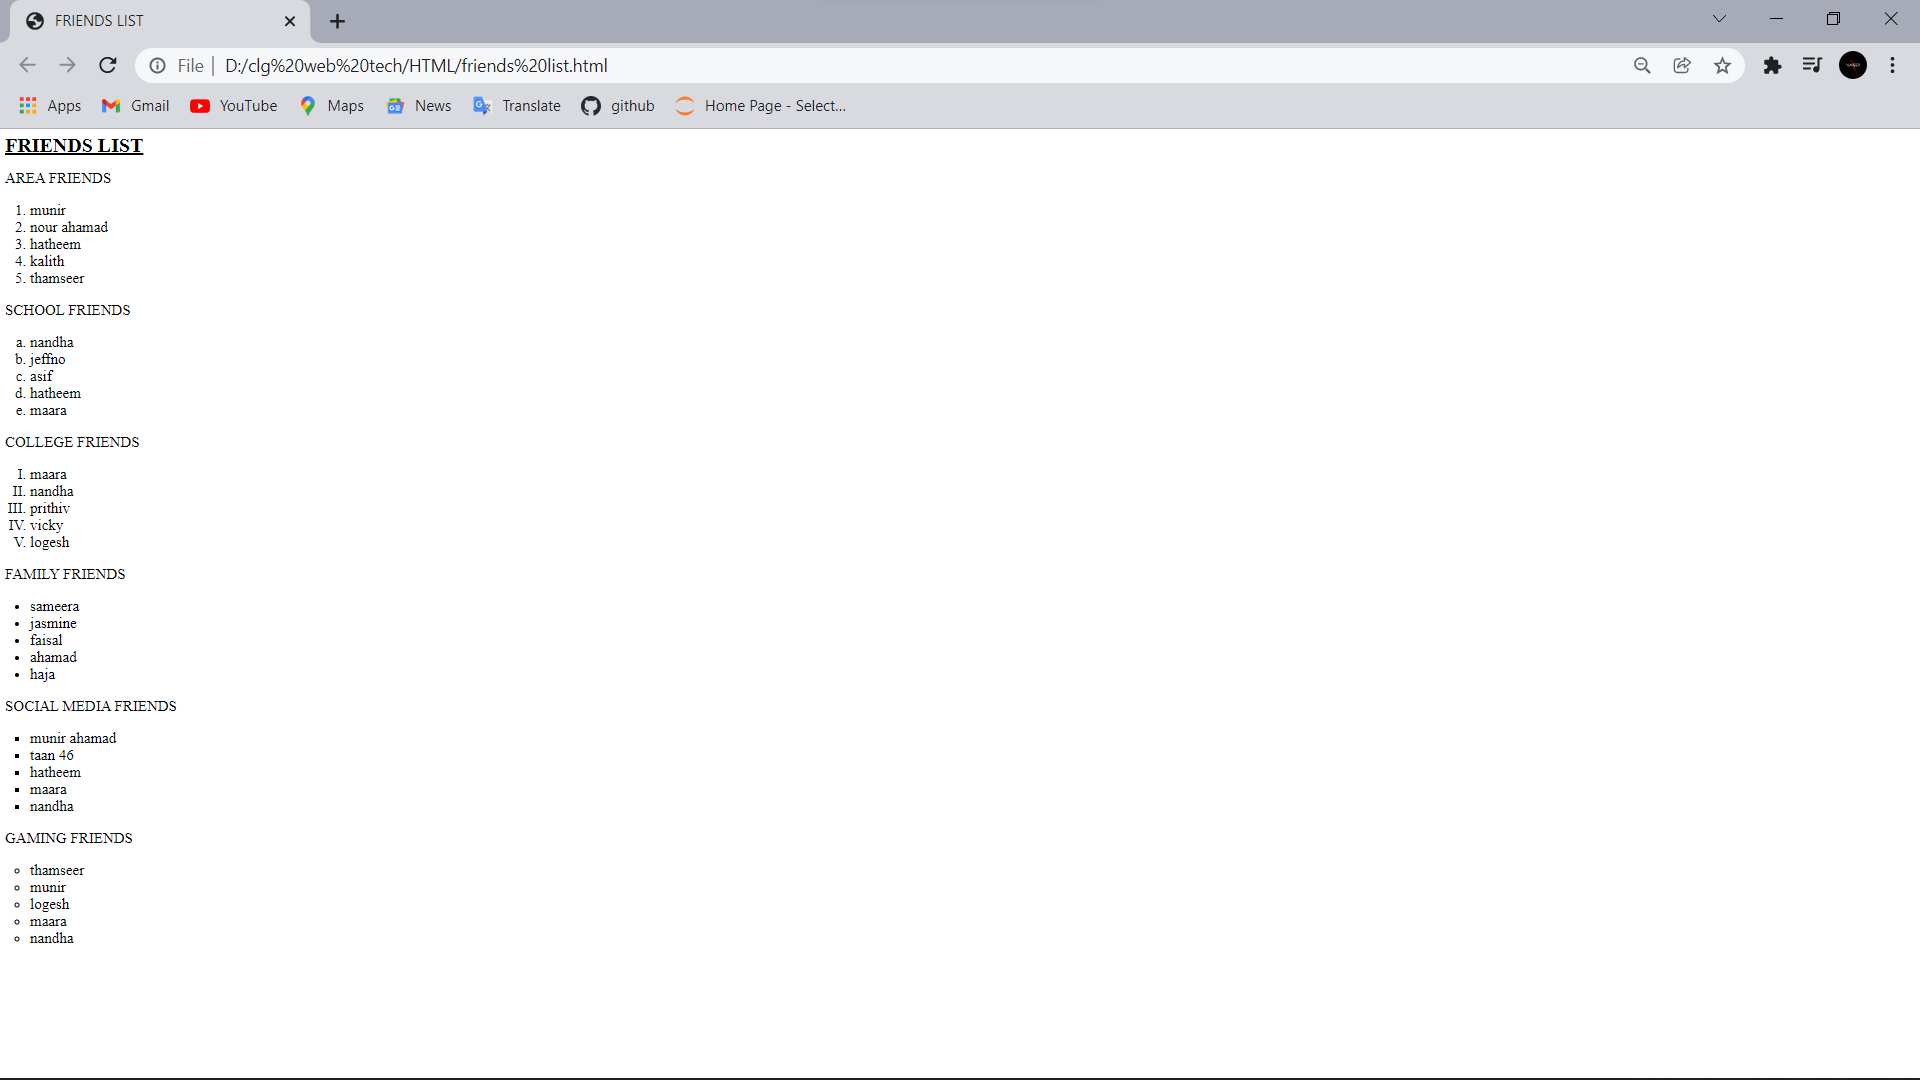 FRIENDS LIST
File | D:/clg%20web%20tech/HTML/friends%20list.html
Apps Gmail YouTube Maps News Translate github Home Page - Select...
FRIENDS LIST
AREA FRIENDS
1. munir
2. nour ahamad
3. hatheem
4. kalith
5. thamseer
SCHOOL FRIENDS
a. nandha
b. jeffno
c. asif
d. hatheem
e. maara
COLLEGE FRIENDS
I. maara
II. nandha
III. prithiv
IV. vicky
V. logesh
FAMILY FRIENDS
• sameera
• jasmine
• faisal
• ahamad
• haja
SOCIAL MEDIA FRIENDS
▪ munir ahamad
▪ taan 46
▪ hatheem
▪ maara
▪ nandha
GAMING FRIENDS
◦ thamseer
◦ munir
◦ logesh
◦ maara
◦ nandha